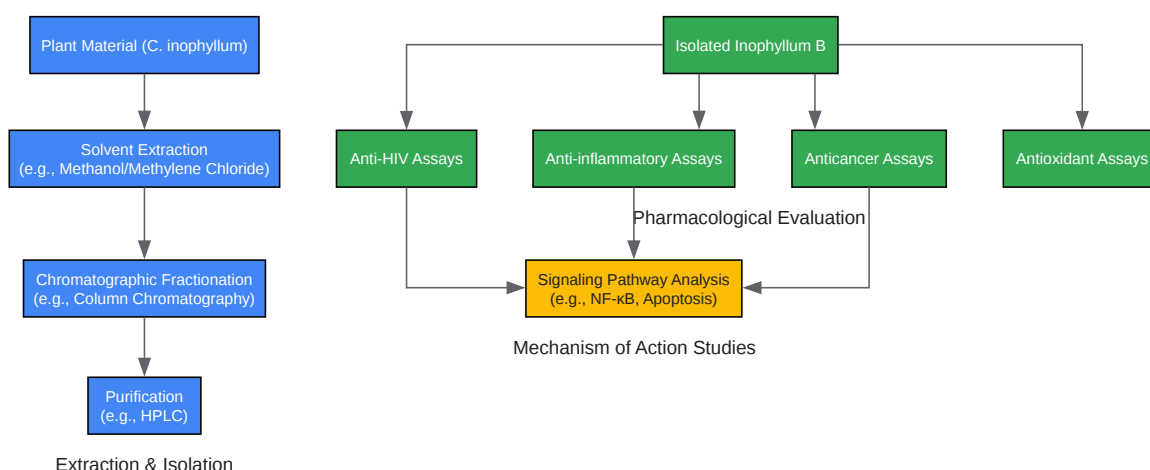 Plant Material (C. inophyllum)
Solvent Extraction
(e.g., Methanol/Methylene Chloride)
Chromatographic Fractionation
(e.g., Column Chromatography)
Purification
(e.g., HPLC)
Extraction & Isolation
Isolated Inophyllum B
Anti-HIV Assays
Anti-inflammatory Assays
Anticancer Assays
Antioxidant Assays
Pharmacological Evaluation
Signaling Pathway Analysis
(e.g., NF-κB, Apoptosis)
Mechanism of Action Studies